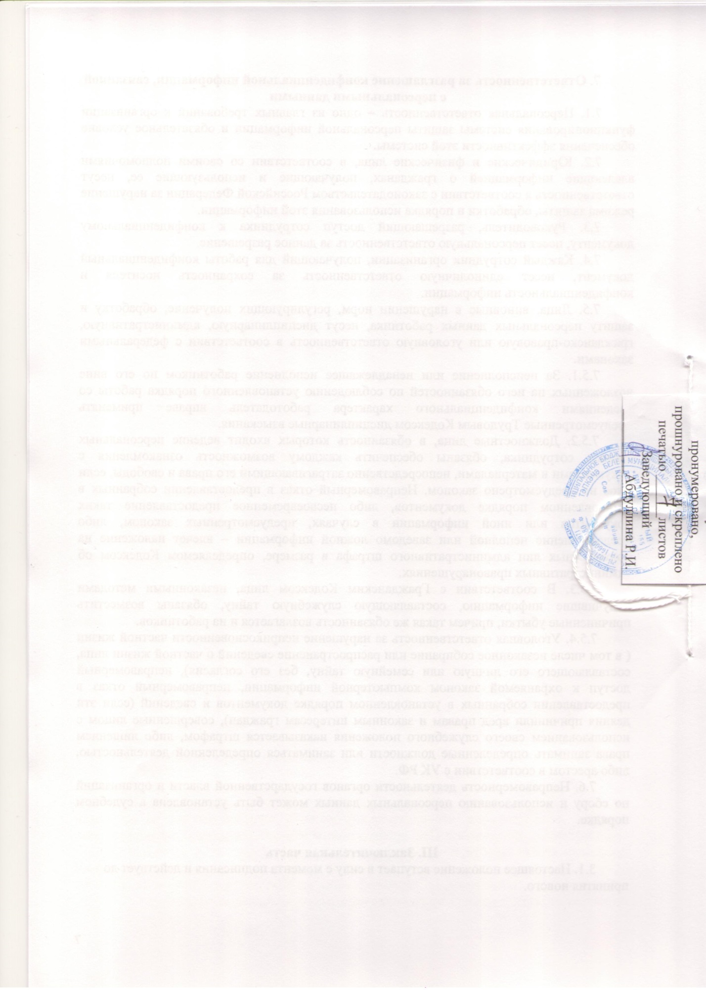 пронумеровано,
прошнуровано и скреплено
печатью 7 листов
Заведующий
Абдуллина Р.И.
7. Ответственность за разглашение конфиденциальной информации, связанной
с персональными данными
7.1. Персональная ответственность – одно из главных требований к организации
функционирования системы защиты персональной информации и обязательное условие
обеспечения эффективности этой системы.
7.2. Юридические и физические лица, в соответствии со своими полномочиями
владеющие информацией о гражданах, получающие и использующие ее, несут
ответственность в соответствии с законодательством Российской Федерации за нарушение
режима защиты, обработки и порядка использования этой информации.
7.3. Руководитель, разрешающий доступ сотрудника к конфиденциальному
документу, несет персональную ответственность за данное разрешение.
7.4. Каждый сотрудник организации, получающий для работы конфиденциальный
документ, несет единоличную ответственность за сохранность носителя и
конфиденциальность информации.
7.5. Лица, виновные в нарушении норм, регулирующих получение, обработку и
защиту персональных данных работника, несут дисциплинарную, административную,
гражданско-правовую или уголовную ответственность в соответствии с федеральными
законами.
7.5.1. За неисполнение или ненадлежащее исполнение работником по его вине
возложенных на него обязанностей по соблюдению установленного порядка работы со
конфиденциального характера работодатель вправе применять
Трудовым Кодексом дисциплинарные взыскания.
7.5.2. Должностные лица, в обязанность которых входит ведение персональных
сотрудника, обязаны обеспечить каждому возможность ознакомления с
и материалами, непосредственно затрагивающими его права и свободы, если
законом. Неправомерный отказ в предоставлении собранных в
порядке документов, либо несвоевременное предоставление таких
или иной информации в случаях, предусмотренных законом, либо
неполной или заведомо ложной информации – влечет наложение на
лиц административного штрафа в размере, определяемом Кодексом об
правонарушениях.
В соответствии с Гражданским Кодексом лица, незаконными методами
информацию, составляющую служебную тайну, обязаны возместить
причиненные убытки, причем такая же обязанность возлагается и на работников.
7.5.4. Уголовная ответственность за нарушение неприкосновенности частной жизни
( в том числе незаконное собирание или распространение сведений о частной жизни лица,
составляющего его личную или семейную тайну, без его согласия), неправомерный
доступ к охраняемой законом компьютерной информации, неправомерный отказ в
предоставлении собранных в установленном порядке документов и сведений (если эти
деяния причинили вред правам и законным интересам граждан), совершенные лицом с
использованием своего служебного положения наказывается штрафом, либо лишением
права занимать определенные должности или заниматься определенной деятельностью,
либо арестом в соответствии с УК РФ.
7.6. Неправомерность деятельности органов государственной власти и организаций
по сбору и использованию персональных данных может быть установлена в судебном
порядке.
III. Заключительная часть
3.1. Настоящее положение вступает в силу с момента подписания и действует до
принятия нового.
7